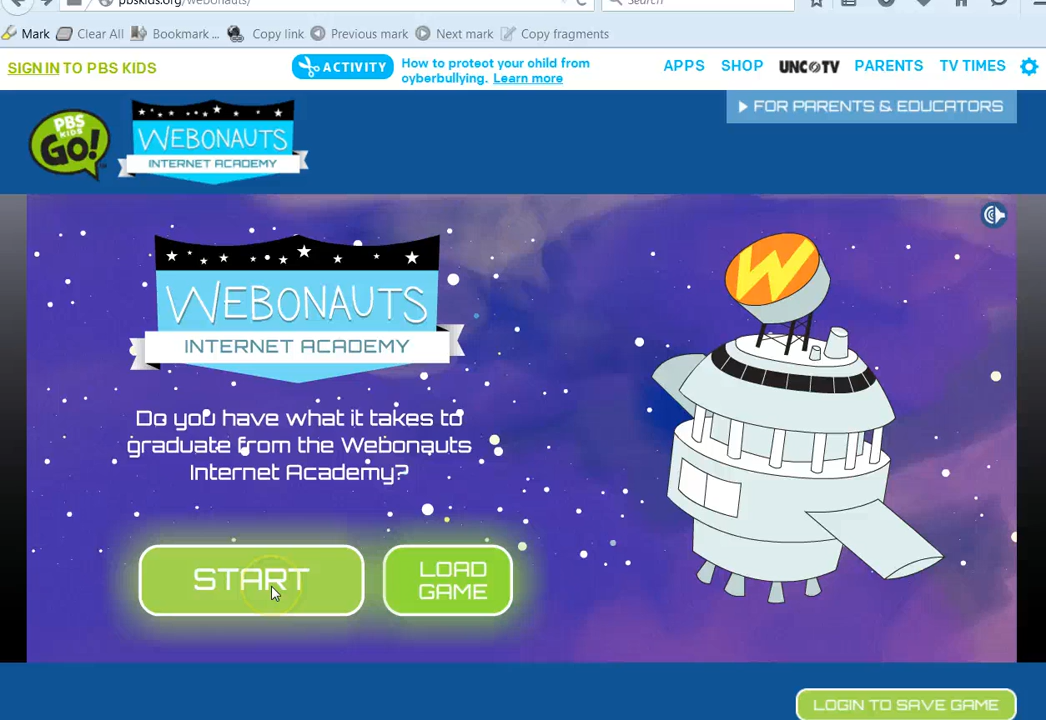 pbskids.org/webonauts/
Search
Mark Clear All Bookmark ... Copy link Previous mark Next mark Copy fragments
SIGN IN TO PBS KIDS
ACTIVITY
How to protect your child from
cyberbullying. Learn more
APPS SHOP UNC TV PARENTS TV TIMES
FOR PARENTS & EDUCATORS
PBS
KIDS
GO!
WEBONAUTS
INTERNET ACADEMY
WEBONAUTS
INTERNET ACADEMY
W
Do you have what it takes to
graduate from the Webonauts
Internet Academy?
START
LOAD
GAME
LOGIN TO SAVE GAME